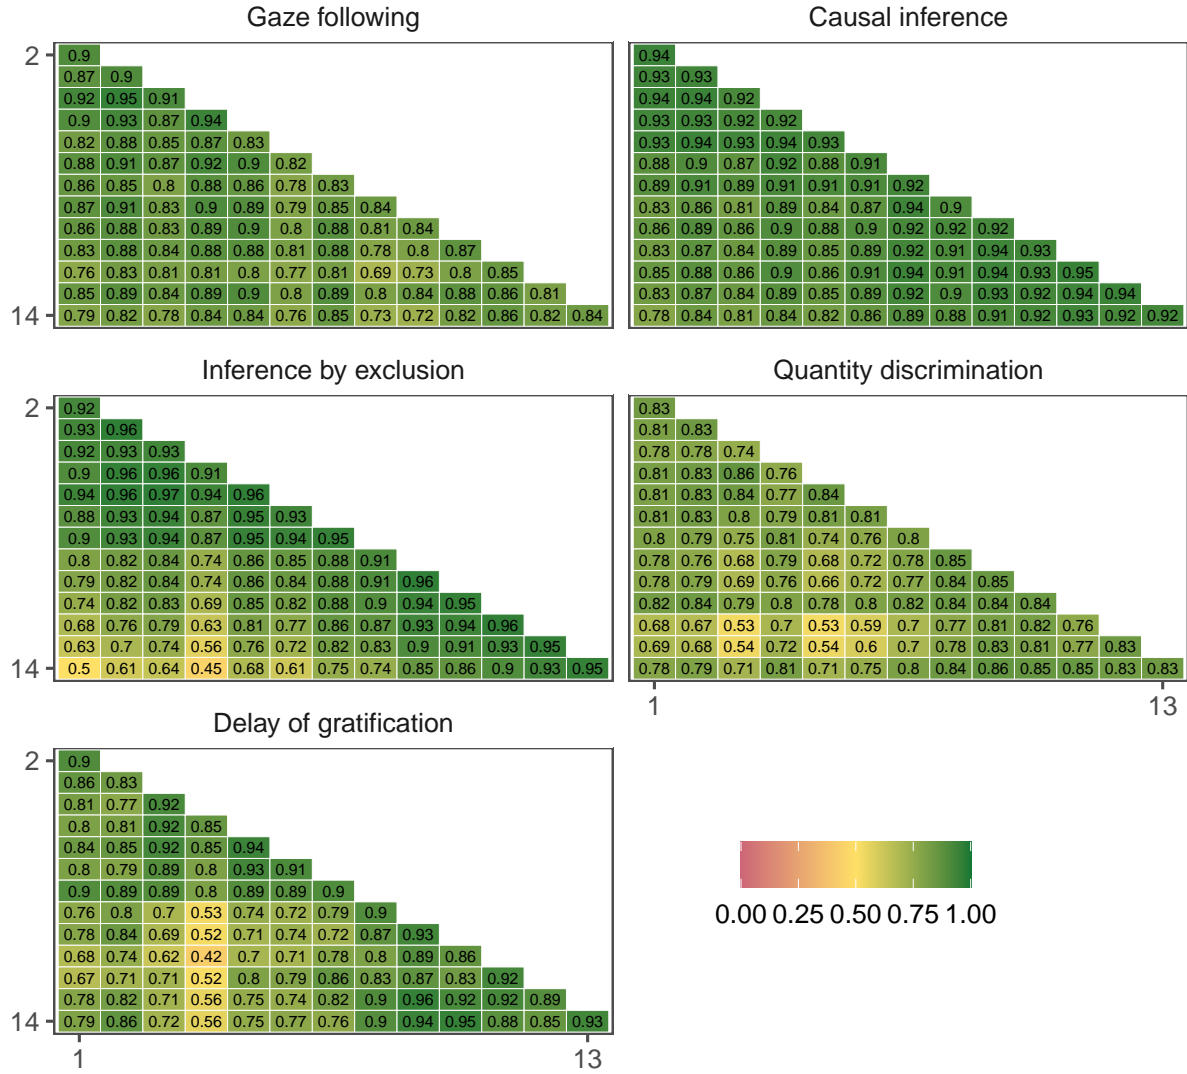 Gaze following
2
0.9
0.87 0.9
0.92 0.95 0.91
0.9 0.93 0.87 0.94
0.82 0.88 0.85 0.87 0.83
0.88 0.91 0.87 0.92 0.9 0.82
0.86 0.85 0.8 0.88 0.86 0.78 0.83
0.87 0.91 0.83 0.9 0.89 0.79 0.85 0.84
0.86 0.88 0.83 0.89 0.9 0.8 0.88 0.81 0.84
0.83 0.88 0.84 0.88 0.88 0.81 0.88 0.78 0.8 0.87
0.76 0.83 0.81 0.81 0.8 0.77 0.81 0.69 0.73 0.8 0.85
0.85 0.89 0.84 0.89 0.9 0.8 0.89 0.8 0.84 0.88 0.86 0.81
14 0.79 0.82 0.78 0.84 0.84 0.76 0.85 0.73 0.72 0.82 0.86 0.82 0.84
Causal inference
0.94
0.93 0.93
0.94 0.94 0.92
0.93 0.93 0.92 0.92
0.93 0.94 0.93 0.94 0.93
0.88 0.9 0.87 0.92 0.88 0.91
0.89 0.91 0.89 0.91 0.91 0.91 0.92
0.83 0.86 0.81 0.89 0.84 0.87 0.94 0.9
0.86 0.89 0.86 0.9 0.88 0.9 0.92 0.92 0.92
0.83 0.87 0.84 0.89 0.85 0.89 0.92 0.91 0.94 0.93
0.85 0.88 0.86 0.9 0.86 0.91 0.94 0.91 0.94 0.93 0.95
0.83 0.87 0.84 0.89 0.85 0.89 0.92 0.9 0.93 0.92 0.94 0.94
0.78 0.84 0.81 0.84 0.82 0.86 0.89 0.88 0.91 0.92 0.93 0.92 0.92
Inference by exclusion
2
0.92
0.93 0.96
0.92 0.93 0.93
0.9 0.96 0.96 0.91
0.94 0.96 0.97 0.94 0.96
0.88 0.93 0.94 0.87 0.95 0.93
0.9 0.93 0.94 0.87 0.95 0.94 0.95
0.8 0.82 0.84 0.74 0.86 0.85 0.88 0.91
0.79 0.82 0.84 0.74 0.86 0.84 0.88 0.91 0.96
0.74 0.82 0.83 0.69 0.85 0.82 0.88 0.9 0.94 0.95
0.68 0.76 0.79 0.63 0.81 0.77 0.86 0.87 0.93 0.94 0.96
0.63 0.7 0.74 0.56 0.76 0.72 0.82 0.83 0.9 0.91 0.93 0.95
14 0.5 0.61 0.64 0.45 0.68 0.61 0.75 0.74 0.85 0.86 0.9 0.93 0.95
Quantity discrimination
0.83
0.81 0.83
0.78 0.78 0.74
0.81 0.83 0.86 0.76
0.81 0.83 0.84 0.77 0.84
0.81 0.83 0.8 0.79 0.81 0.81
0.8 0.79 0.75 0.81 0.74 0.76 0.8
0.78 0.76 0.68 0.79 0.68 0.72 0.78 0.85
0.78 0.79 0.69 0.76 0.66 0.72 0.77 0.84 0.85
0.82 0.84 0.79 0.8 0.78 0.8 0.82 0.84 0.84 0.84
0.68 0.67 0.53 0.7 0.53 0.59 0.7 0.77 0.81 0.82 0.76
0.69 0.68 0.54 0.72 0.54 0.6 0.7 0.78 0.83 0.81 0.77 0.83
0.78 0.79 0.71 0.81 0.71 0.75 0.8 0.84 0.86 0.85 0.85 0.83 0.83
1 13
Delay of gratification
2
0.9
0.86 0.83
0.81 0.77 0.92
0.8 0.81 0.92 0.85
0.84 0.85 0.92 0.85 0.94
0.8 0.79 0.89 0.8 0.93 0.91
0.9 0.89 0.89 0.8 0.89 0.89 0.9
0.76 0.8 0.7 0.53 0.74 0.72 0.79 0.9
0.78 0.84 0.69 0.52 0.71 0.74 0.72 0.87 0.93
0.68 0.74 0.62 0.42 0.7 0.71 0.78 0.8 0.89 0.86
0.67 0.71 0.71 0.52 0.8 0.79 0.86 0.83 0.87 0.83 0.92
0.78 0.82 0.71 0.56 0.75 0.74 0.82 0.9 0.96 0.92 0.92 0.89
14 0.79 0.86 0.72 0.56 0.75 0.77 0.76 0.9 0.94 0.95 0.88 0.85 0.93
1 13
0.00 0.25 0.50 0.75 1.00